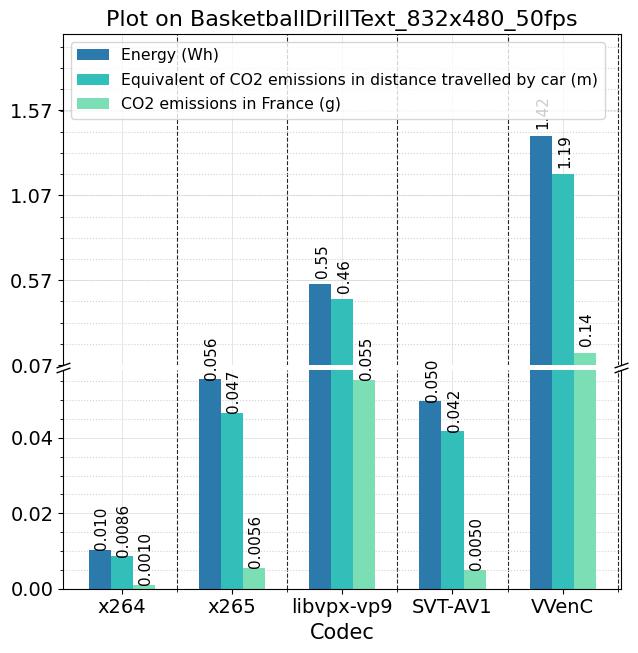 Plot on BasketballDrillText_832x480_50fps
Energy (Wh)
Equivalent of CO2 emissions in distance travelled by car (m)
CO2 emissions in France (g)
1.57
1.07
0.57
0.07
0.04
0.02
0.00
0.010
0.0086
0.0010
0.056
0.047
0.0056
0.55
0.46
0.055
0.050
0.042
0.0050
1.42
1.19
0.14
x264
x265
libvpx-vp9
SVT-AV1
VVenC
Codec